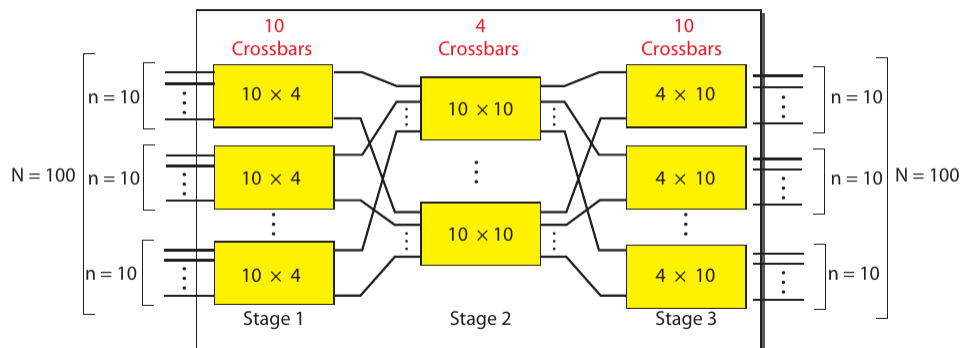 10
Crossbars
4
Crossbars
10
Crossbars
N = 100
n = 10
n = 10
n = 10
10 × 4
10 × 4
10 × 4
Stage 1
10 × 10
10 × 10
Stage 2
4 × 10
4 × 10
4 × 10
Stage 3
n = 10
n = 10
n = 10
N = 100